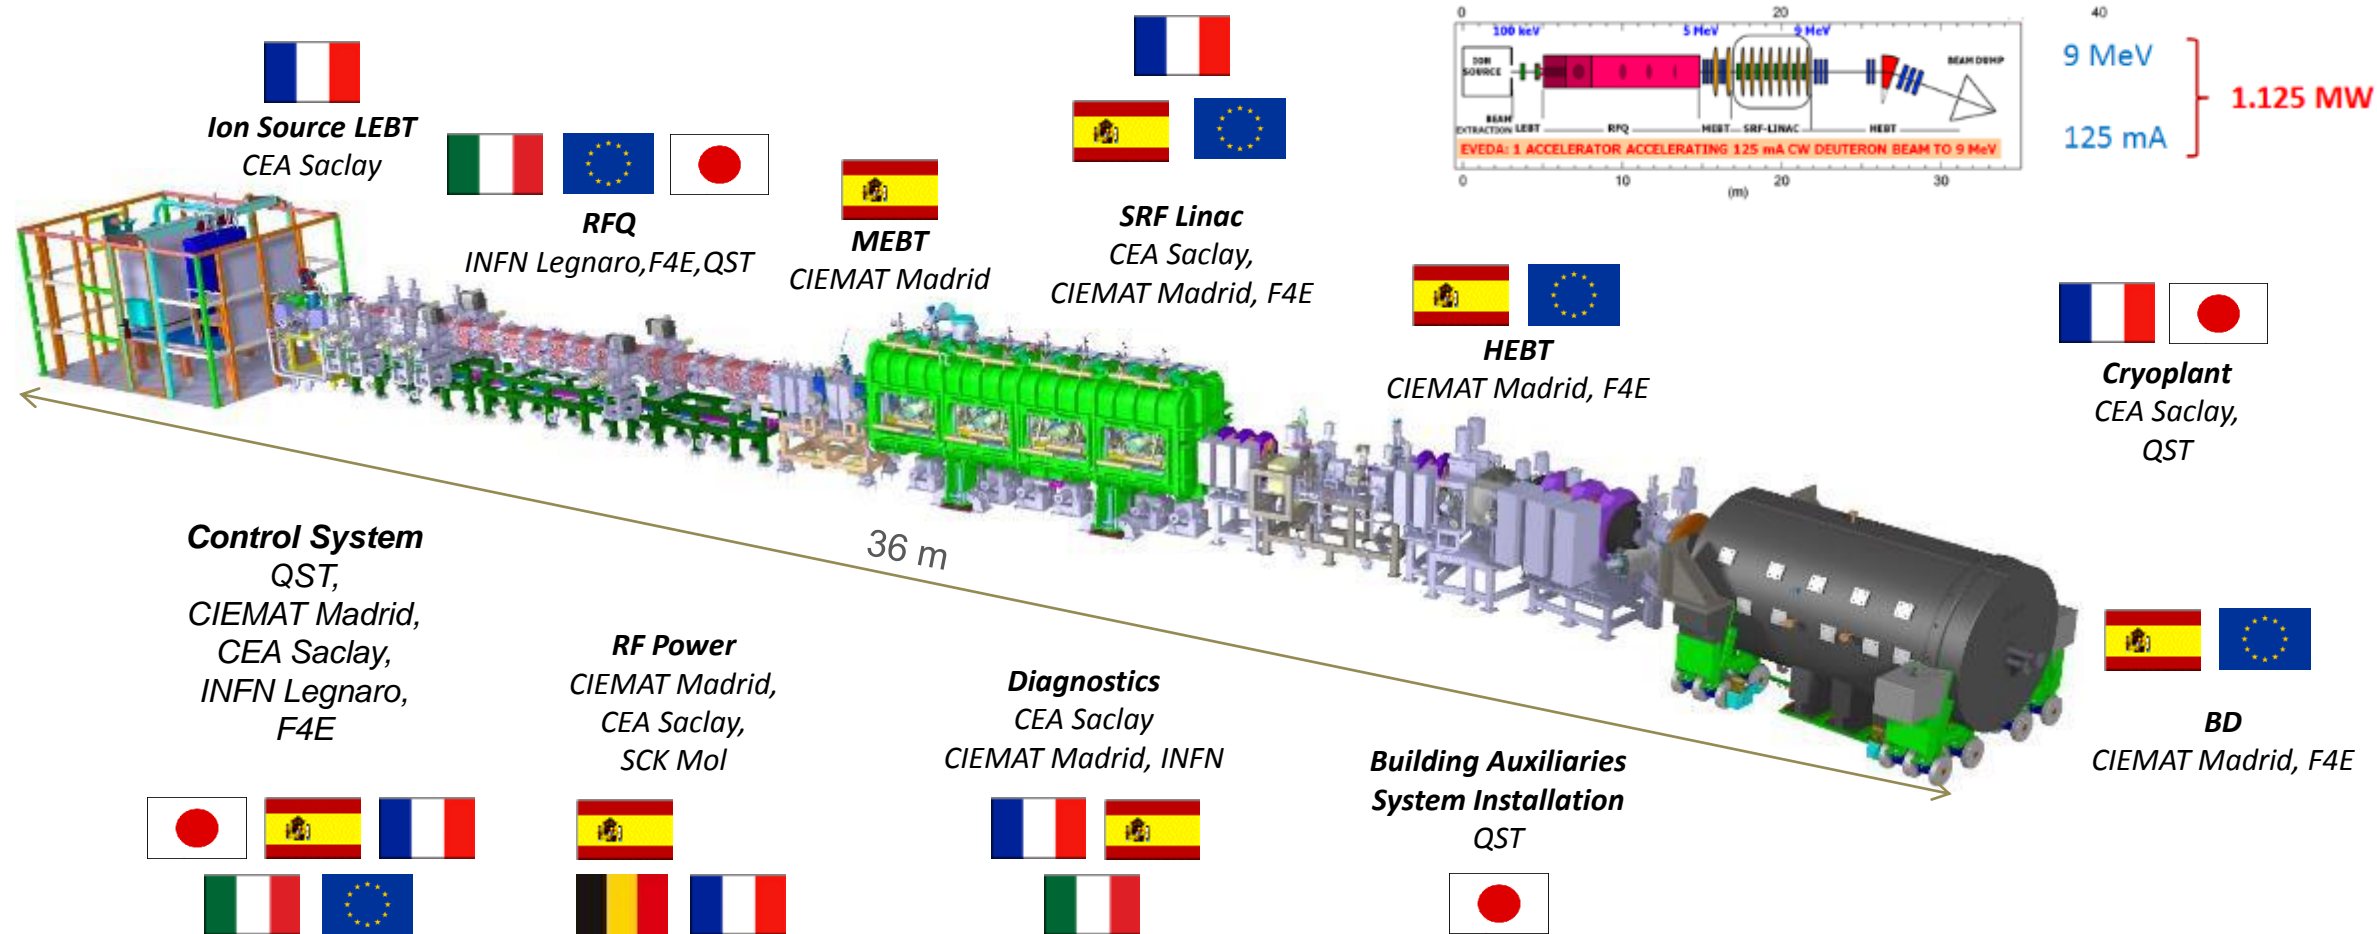 Ion Source LEBT
CEA Saclay
RFQ
INFN Legnaro,F4E,QST
MEBT
CIEMAT Madrid
SRF Linac
CEA Saclay,
CIEMAT Madrid, F4E
0 20 40
100 keV 5 MeV 9 MeV
ION
SOURCE
BEAM DUMP
BEAM
EXTRACTION LEBT RFQ MEBT SRF-LINAC HEBT
EVEDA: 1 ACCELERATOR ACCELERATING 125 mA CW DEUTERON BEAM TO 9 MeV
0 10 20 30
(m)
9 MeV
125 mA
1.125 MW
HEBT
CIEMAT Madrid, F4E
Cryoplant
CEA Saclay,
QST
36 m
Control System
QST,
CIEMAT Madrid,
CEA Saclay,
INFN Legnaro,
F4E
RF Power
CIEMAT Madrid,
CEA Saclay,
SCK Mol
Diagnostics
CEA Saclay
CIEMAT Madrid, INFN
Building Auxiliaries
System Installation
QST
BD
CIEMAT Madrid, F4E